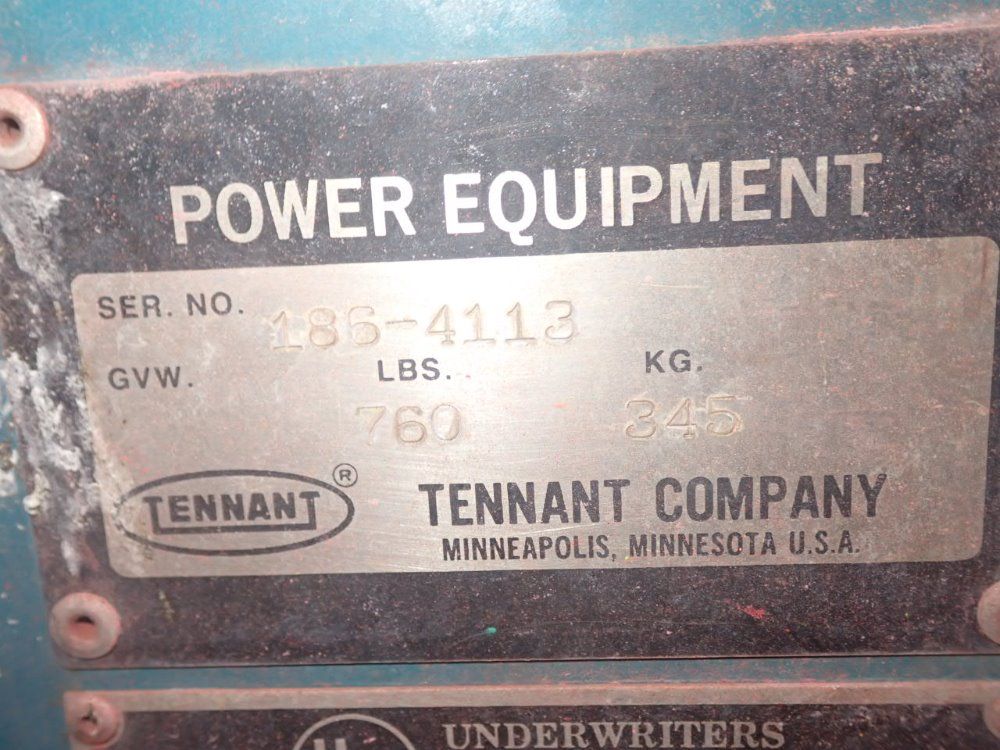 POWER EQUIPMENT
SER. NO. 186-4113
GVW. LBS. KG.
760 345
TENNANT ®
TENNANT COMPANY
MINNEAPOLIS, MINNESOTA U.S.A.
UNDERWRITERS